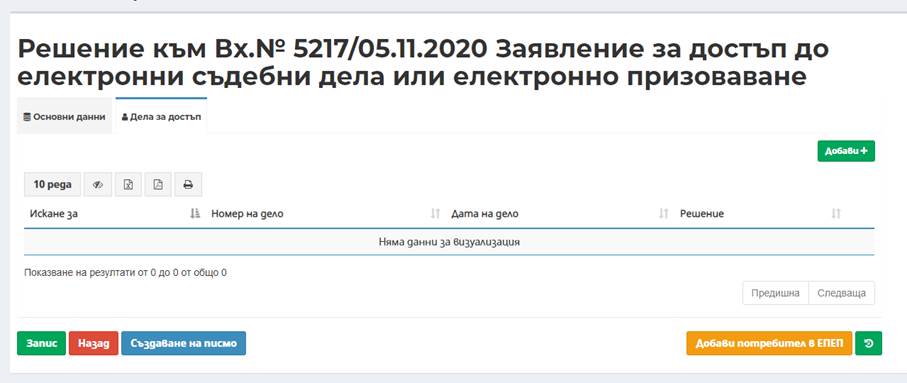 Решение към Вх.№ 5217/05.11.2020 Заявление за достъп до
електронни съдебни дела или електронно призоваване
Основни данни Дела за достъп
Добави +
10 реда
Искане за Номер на дело Дата на дело Решение
Няма данни за визуализация
Показване на резултати от 0 до 0 от общо 0
Предишна Следваща
Запис Назад Създаване на писмо Добави потребител в ЕПЕП